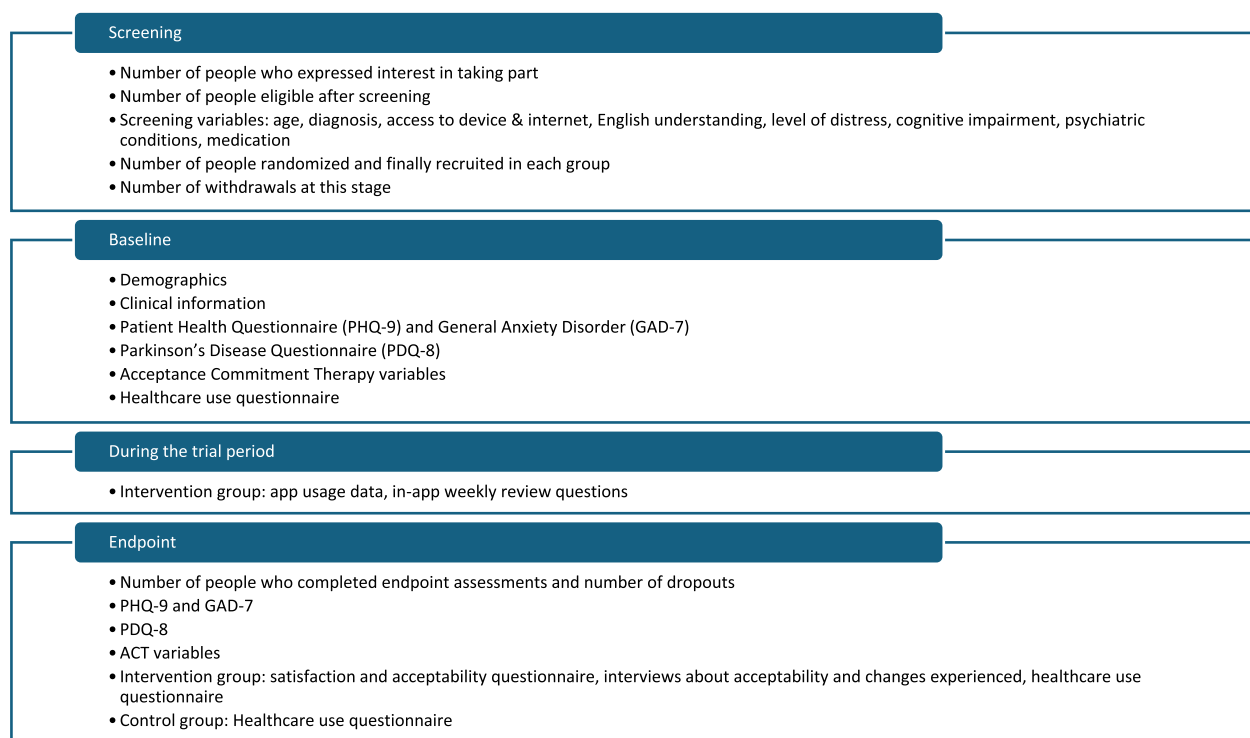 Screening
• Number of people who expressed interest in taking part
• Number of people eligible after screening
• Screening variables: age, diagnosis, access to device & internet, English understanding, level of distress, cognitive impairment, psychiatric
conditions, medication
• Number of people randomized and finally recruited in each group
• Number of withdrawals at this stage
Baseline
• Demographics
• Clinical information
• Patient Health Questionnaire (PHQ-9) and General Anxiety Disorder (GAD-7)
• Parkinson’s Disease Questionnaire (PDQ-8)
• Acceptance Commitment Therapy variables
• Healthcare use questionnaire
During the trial period
• Intervention group: app usage data, in-app weekly review questions
Endpoint
• Number of people who completed endpoint assessments and number of dropouts
• PHQ-9 and GAD-7
• PDQ-8
• ACT variables
• Intervention group: satisfaction and acceptability questionnaire, interviews about acceptability and changes experienced, healthcare use
questionnaire
• Control group: Healthcare use questionnaire